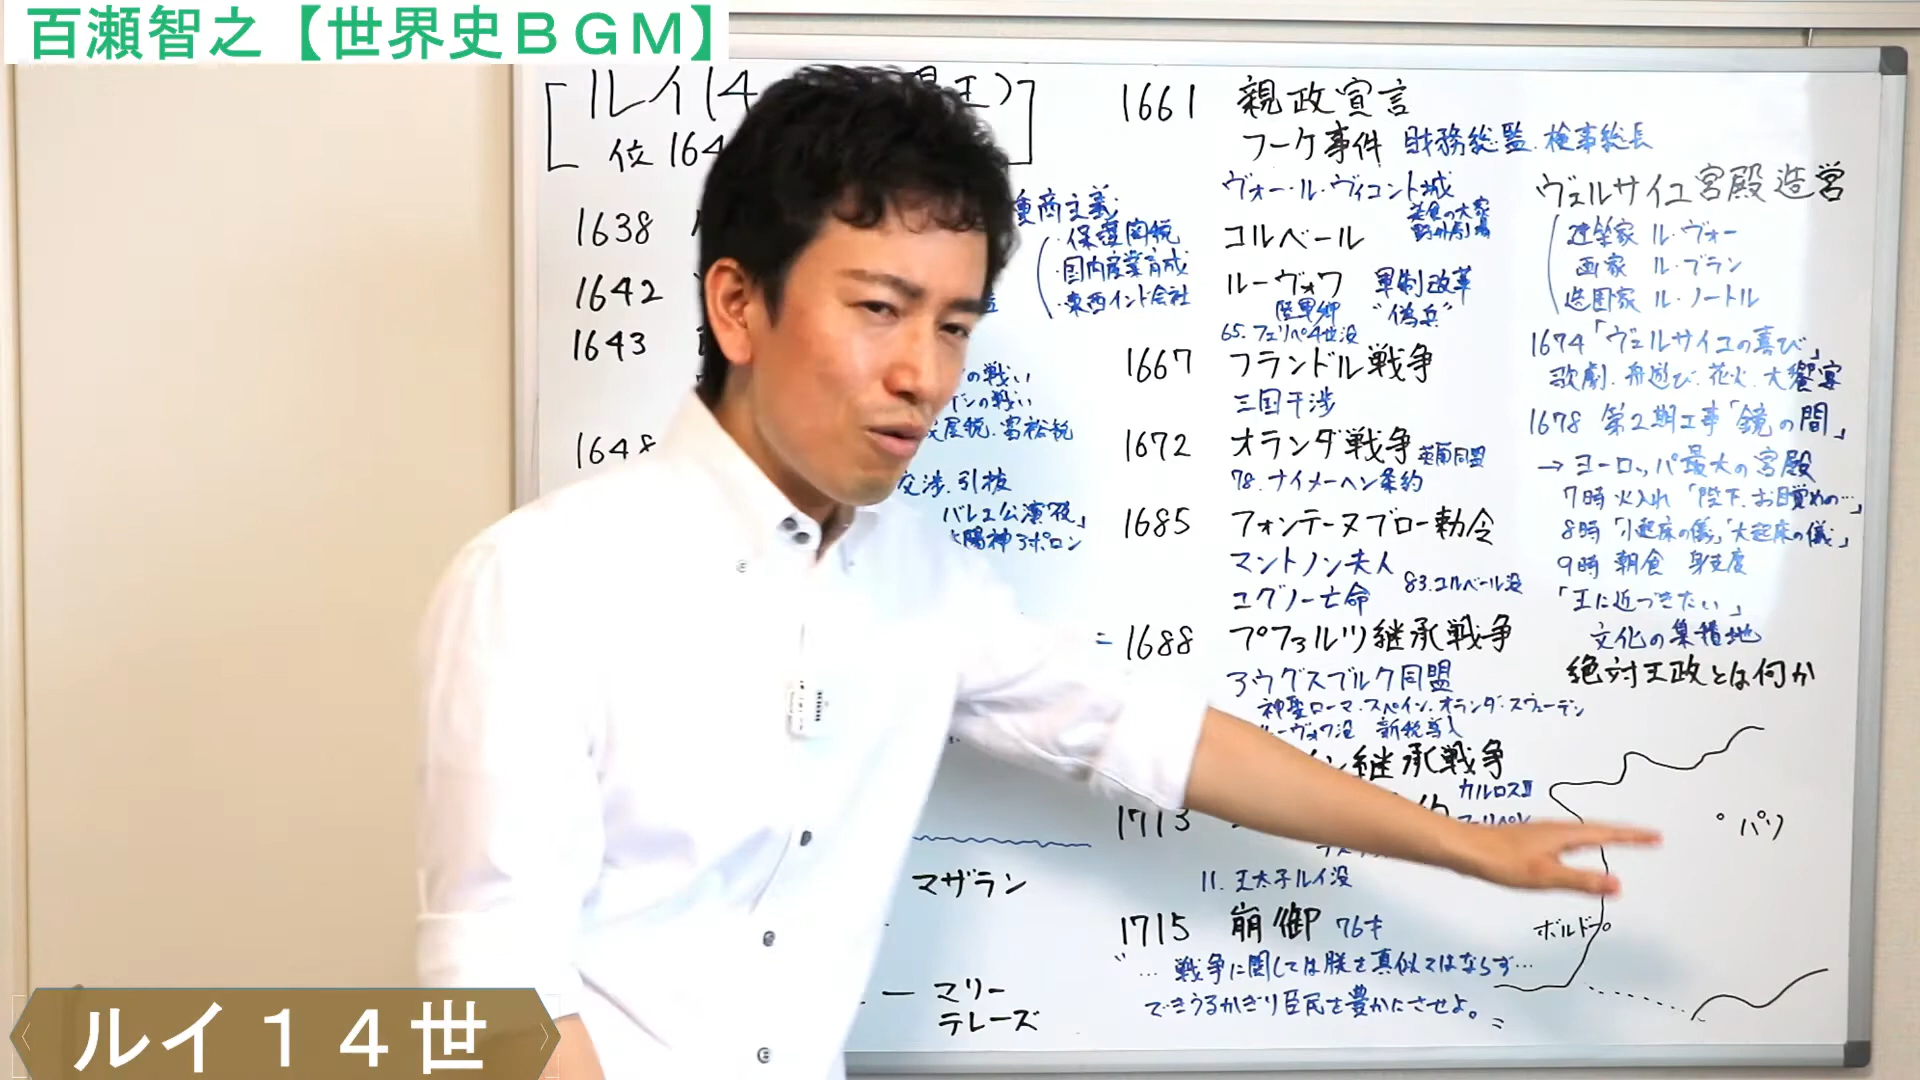 百瀬智之【世界史ＢＧＭ】
ルイ14
王)
位 164
1638
1642
1643
1648
重商主義
・保護関税
・国内産業育成
・東西インド会社
の戦い
の戦い
税. 富裕税
交渉. 引抜
バレエ公演「夜」
太陽神アポロン
マザラン
マリー
テレーズ
1661 親政宣言
フーケ事件 財務総監. 検事総長
ヴォー・ル・ヴィコント城
美食の大家
野外劇場
コルベール
ルーヴォワ 軍制改革
陸軍卿 "偽兵"
65. フェリペ4世没
1667 フランドル戦争
三国干渉
1672 オランダ戦争 英蘭同盟
78. ナイメーヘン条約
1685 フォンテーヌブロー勅令
マントノン夫人
ユグノー亡命 83.コルベール没
= 1688 プファルツ継承戦争
アウグスブルク同盟
神聖ローマ・スペイン・オランダ・スウェーデン
ルーヴォワ没 新税導入
ン継承戦争
カルロスII
1713 約
11. 王太子ルイ没
1715 崩御 76才
"… 戦争に関しては朕を真似てはならず…
できうるかぎり臣民を豊かにさせよ。"
ヴェルサイユ宮殿造営
建築家 ル・ヴォー
画家 ル・ブラン
造園家 ル・ノートル
1674「ヴェルサイユの喜び」
歌劇. 舟遊び. 花火. 大饗宴
1678 第2期工事「鏡の間」
→ ヨーロッパ最大の宮殿
7時 火入れ 「陛下、お目覚めの…」
8時「小起床の儀」「大起床の儀」
9時 朝食 身支度
「王に近づきたい」
文化の集積地
絶対王政とは何か
パリ
ボルドー
ルイ１４世